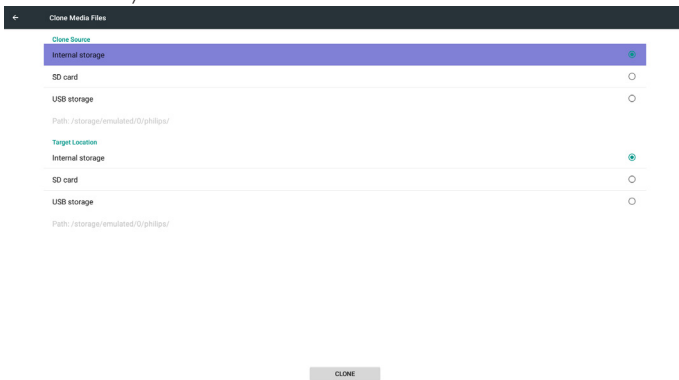 Clone Media Files
Clone Source
Internal storage
SD card
USB storage
Path: /storage/emulated/0/philips/
Target Location
Internal storage
SD card
USB storage
Path: /storage/emulated/0/philips/
CLONE